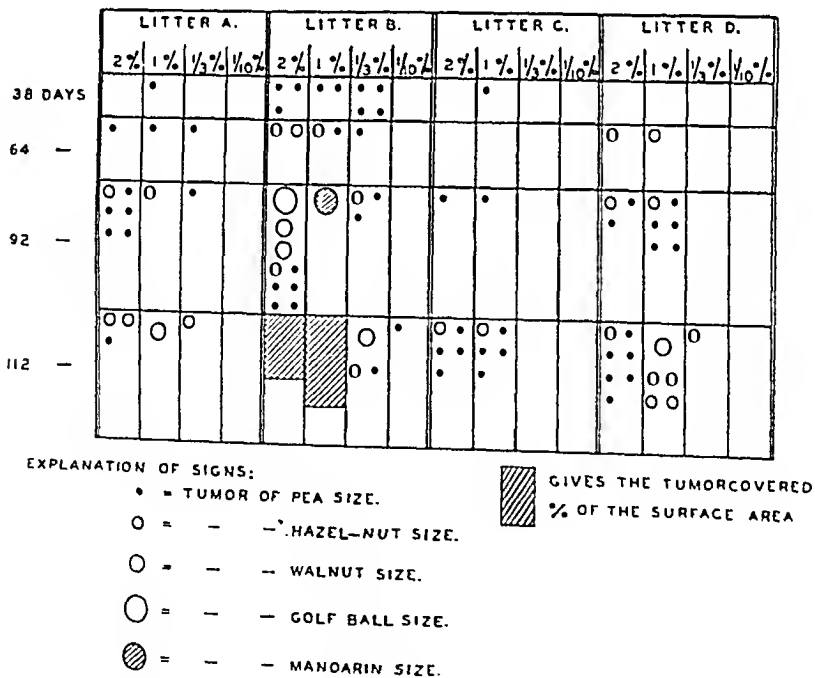 LITTER A. LITTER B. LITTER C. LITTER D.
2% 1% 1/3% 1/10% 2% 1% 1/3% 1/10% 2% 1% 1/3% 1/10% 2% 1% 1/3% 1/10%
38 DAYS
64 —
92 —
112 —
EXPLANATION OF SIGNS:
• = TUMOR OF PEA SIZE.
O = — — HAZEL-NUT SIZE.
O = — — WALNUT SIZE.
O = — — GOLF BALL SIZE.
= — — MANDARIN SIZE.
GIVES THE TUMORCOVERED
% OF THE SURFACE AREA